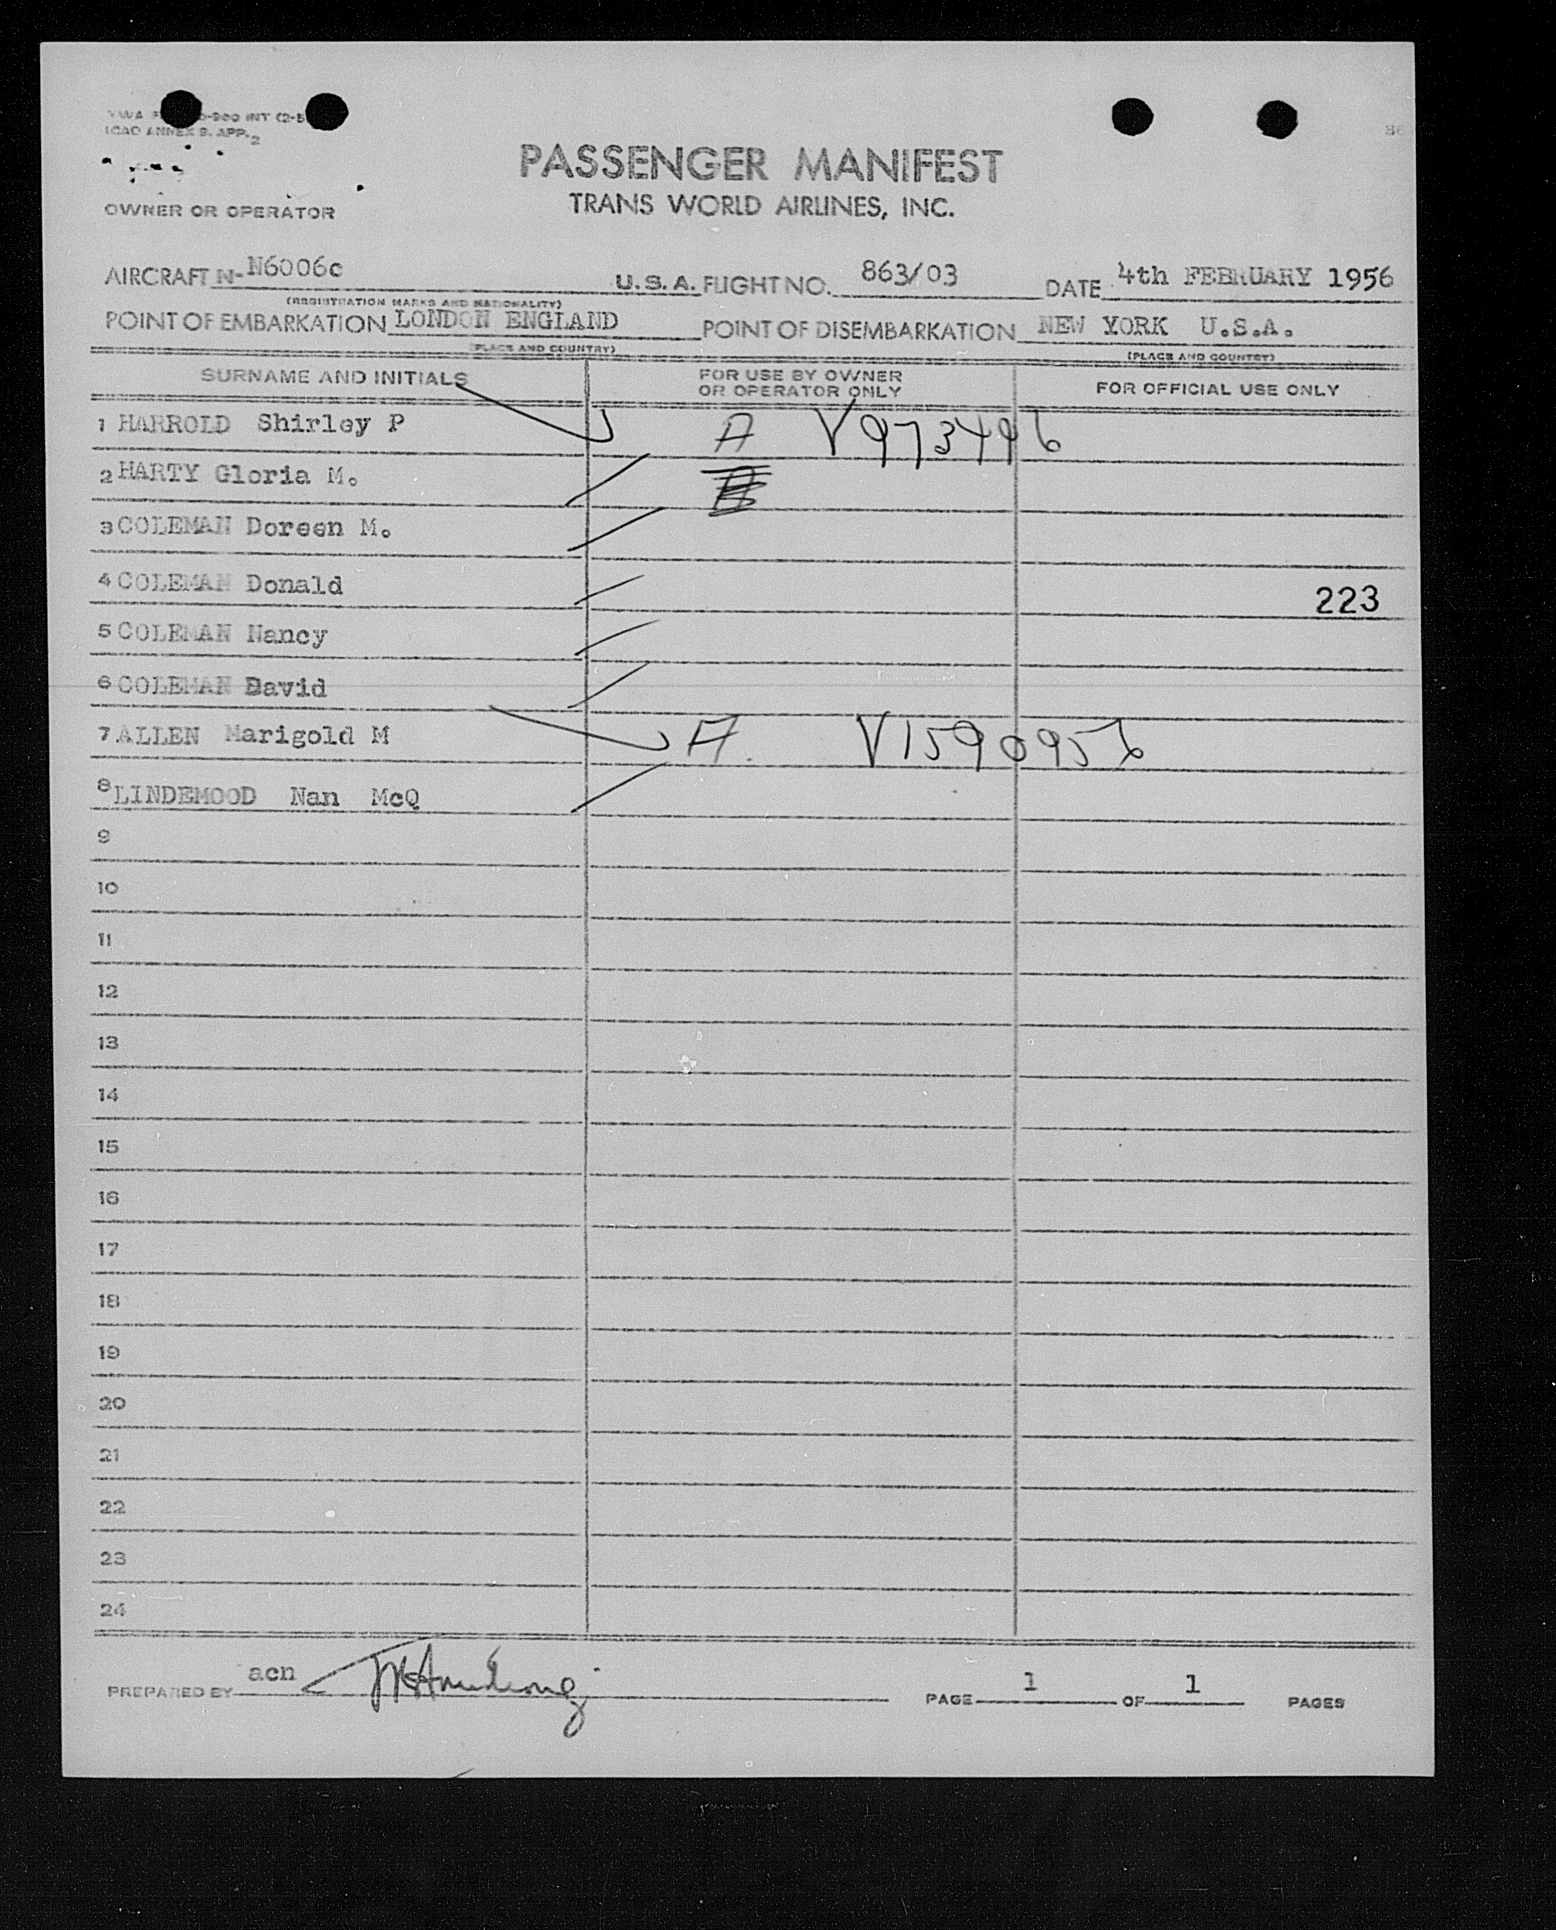 ICAO ANNEX 9. APP. 2
PASSENGER MANIFEST
TRANS WORLD AIRLINES, INC.
OWNER OR OPERATOR
AIRCRAFT N- N6006c U.S.A. FLIGHT NO. 863/03 DATE 4th FEBRUARY 1956
(REGISTRATION MARKS AND NATIONALITY)
POINT OF EMBARKATION LONDON ENGLAND POINT OF DISEMBARKATION NEW YORK U.S.A.
(PLACE AND COUNTRY) (PLACE AND COUNTRY)
SURNAME AND INITIALS FOR USE BY OWNER OR OPERATOR ONLY FOR OFFICIAL USE ONLY
1 HARROLD Shirley P A V973496
2 HARTY Gloria M.
3 COLEMAN Doreen M.
4 COLEMAN Donald 223
5 COLEMAN Nancy
6 COLEMAN David
7 ALLEN Marigold M A. V1590956
8 LINDEMOOD Nan McQ
9
10
11
12
13
14
15
16
17
18
19
20
21
22
23
24
PREPARED BY acn PAGE 1 OF 1 PAGES